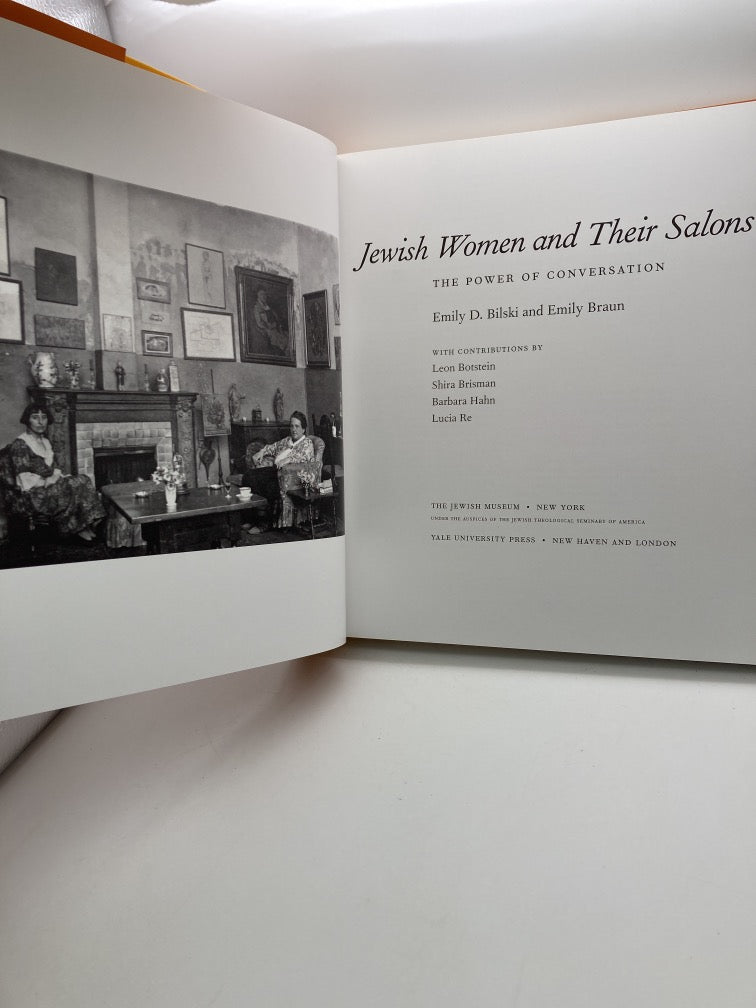 Jewish Women and Their Salons
THE POWER OF CONVERSATION
Emily D. Bilski and Emily Braun
WITH CONTRIBUTIONS BY
Leon Botstein
Shira Brisman
Barbara Hahn
Lucia Re
THE JEWISH MUSEUM • NEW YORK
UNDER THE AUSPICES OF THE JEWISH THEOLOGICAL SEMINARY OF AMERICA
YALE UNIVERSITY PRESS • NEW HAVEN AND LONDON